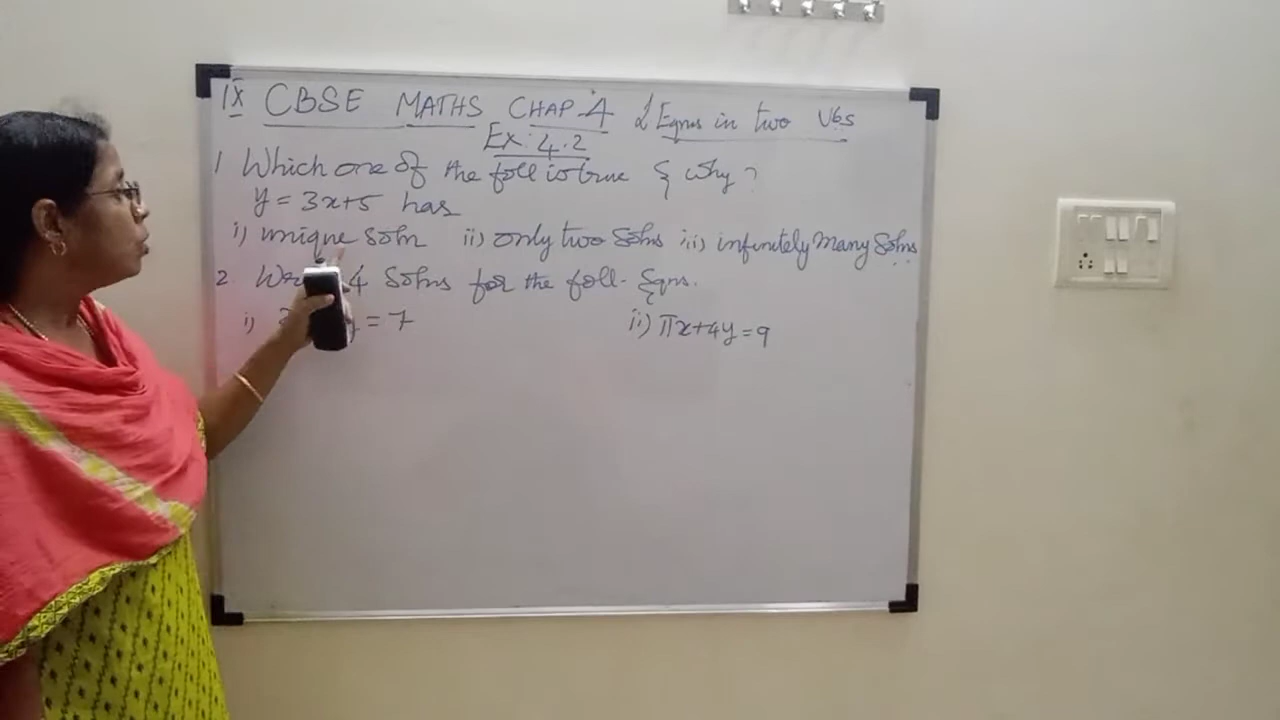 IX CBSE MATHS CHAP 4 L Eqns in two Vbs
Ex: 4.2
1 Which one of the foll is true & why?
y = 3x+5 has
i) unique Soln ii) only two Solns iii) infinitely many Solns
2 4 Solns for the foll. Eqns.
i) = 7 ii) πx+4y=9